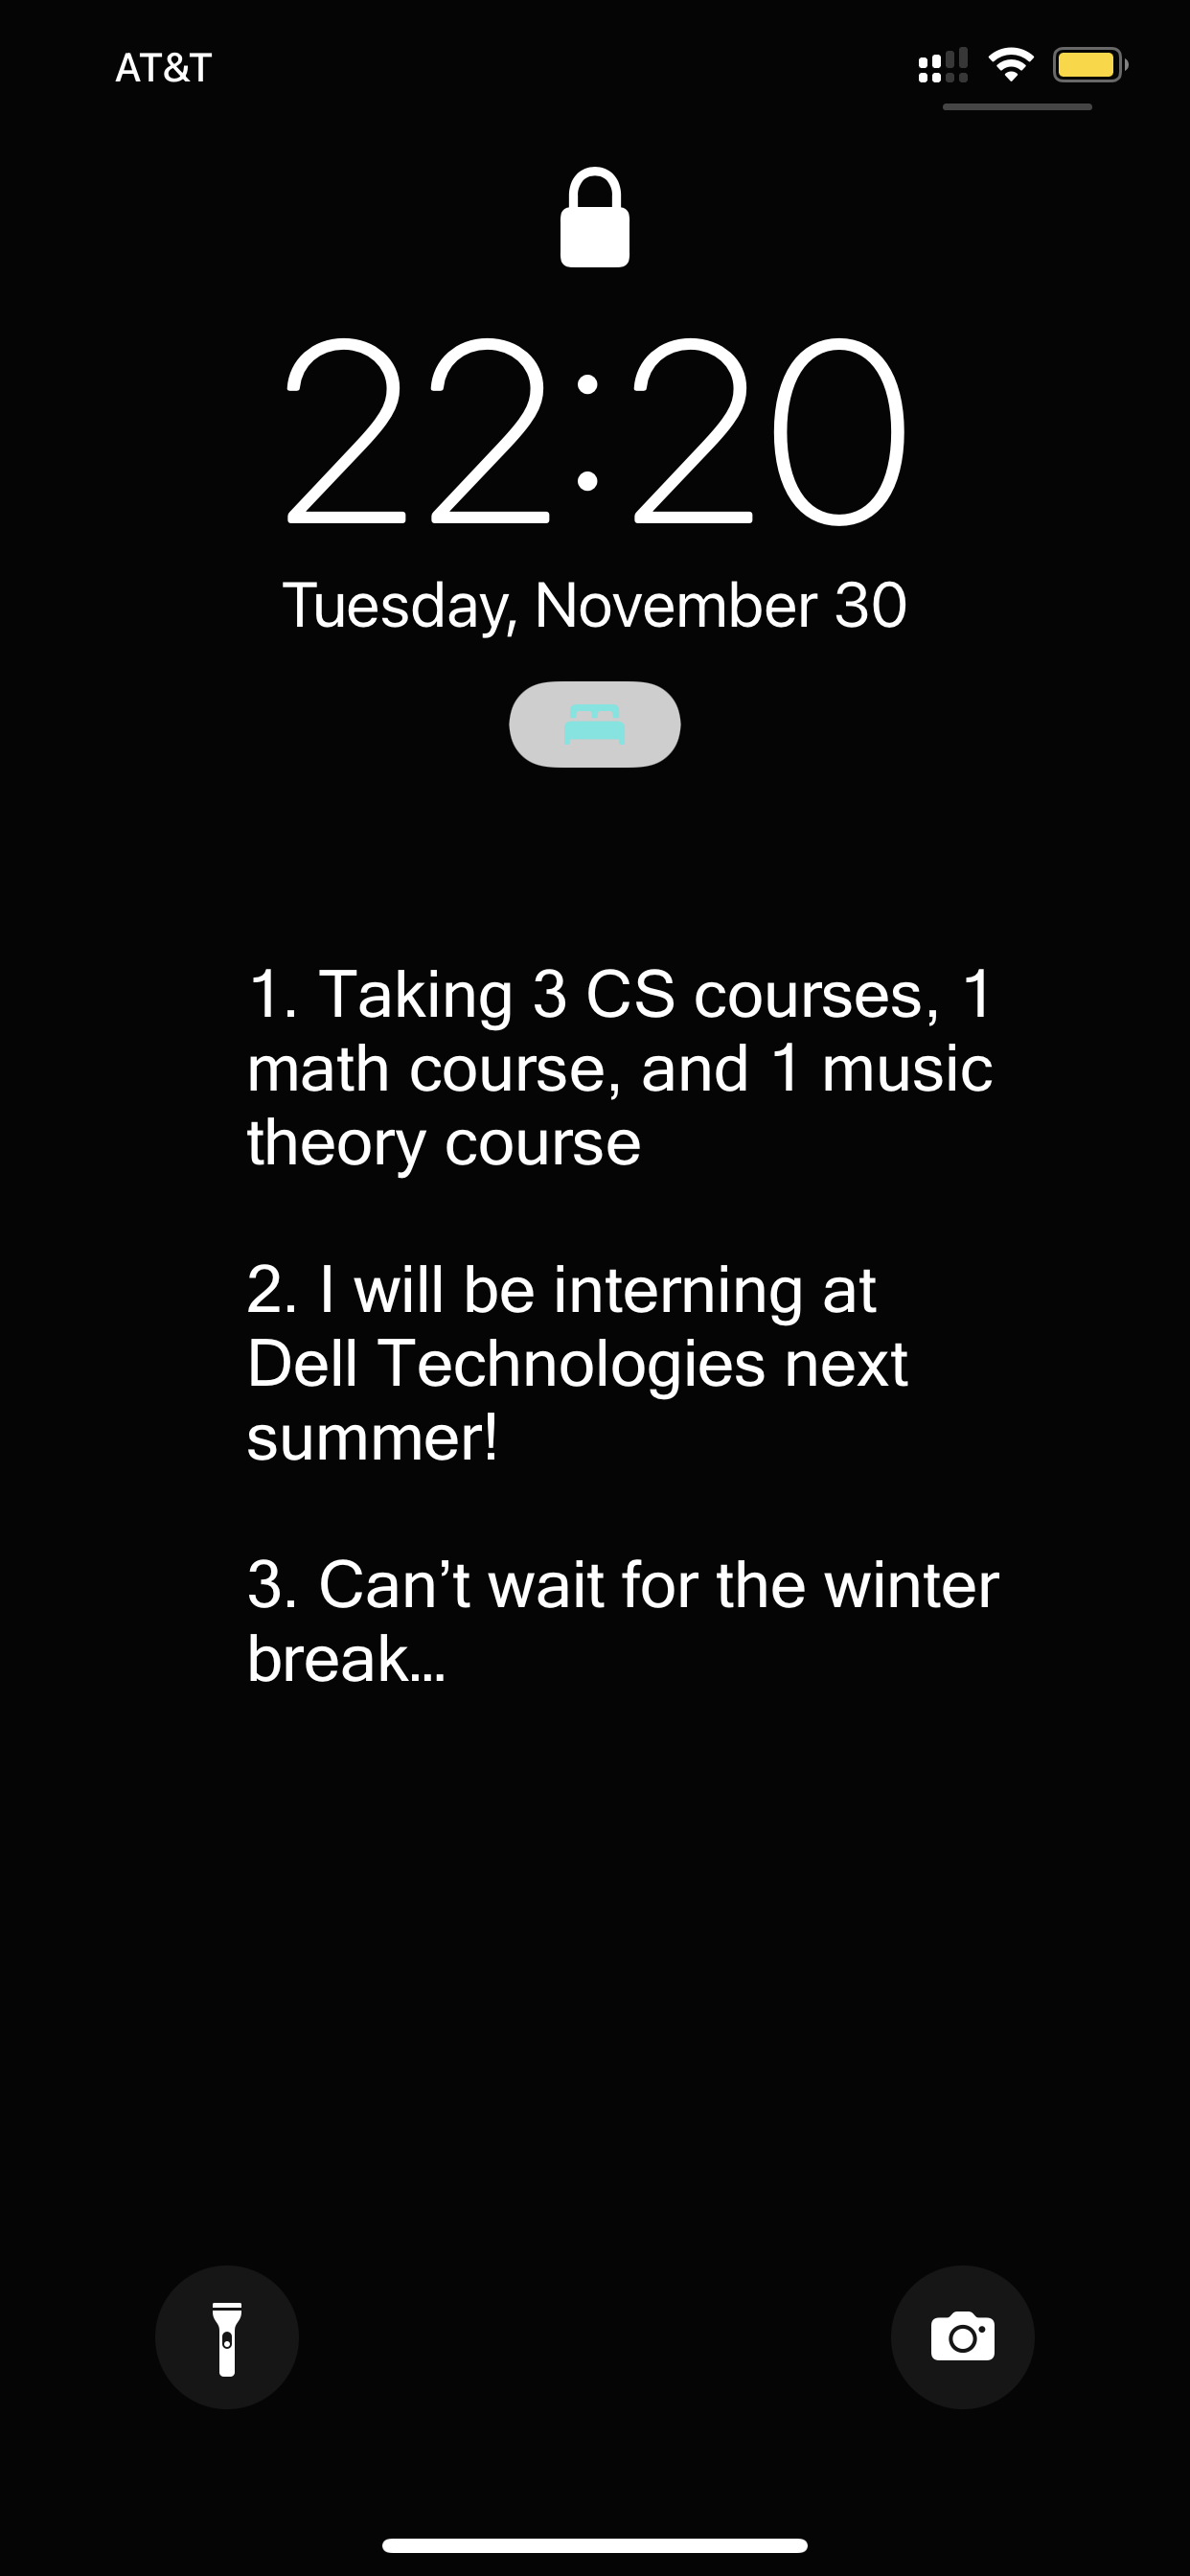 AT&T
22:20
Tuesday, November 30
1. Taking 3 CS courses, 1
math course, and 1 music
theory course
2. I will be interning at
Dell Technologies next
summer!
3. Can’t wait for the winter
break...